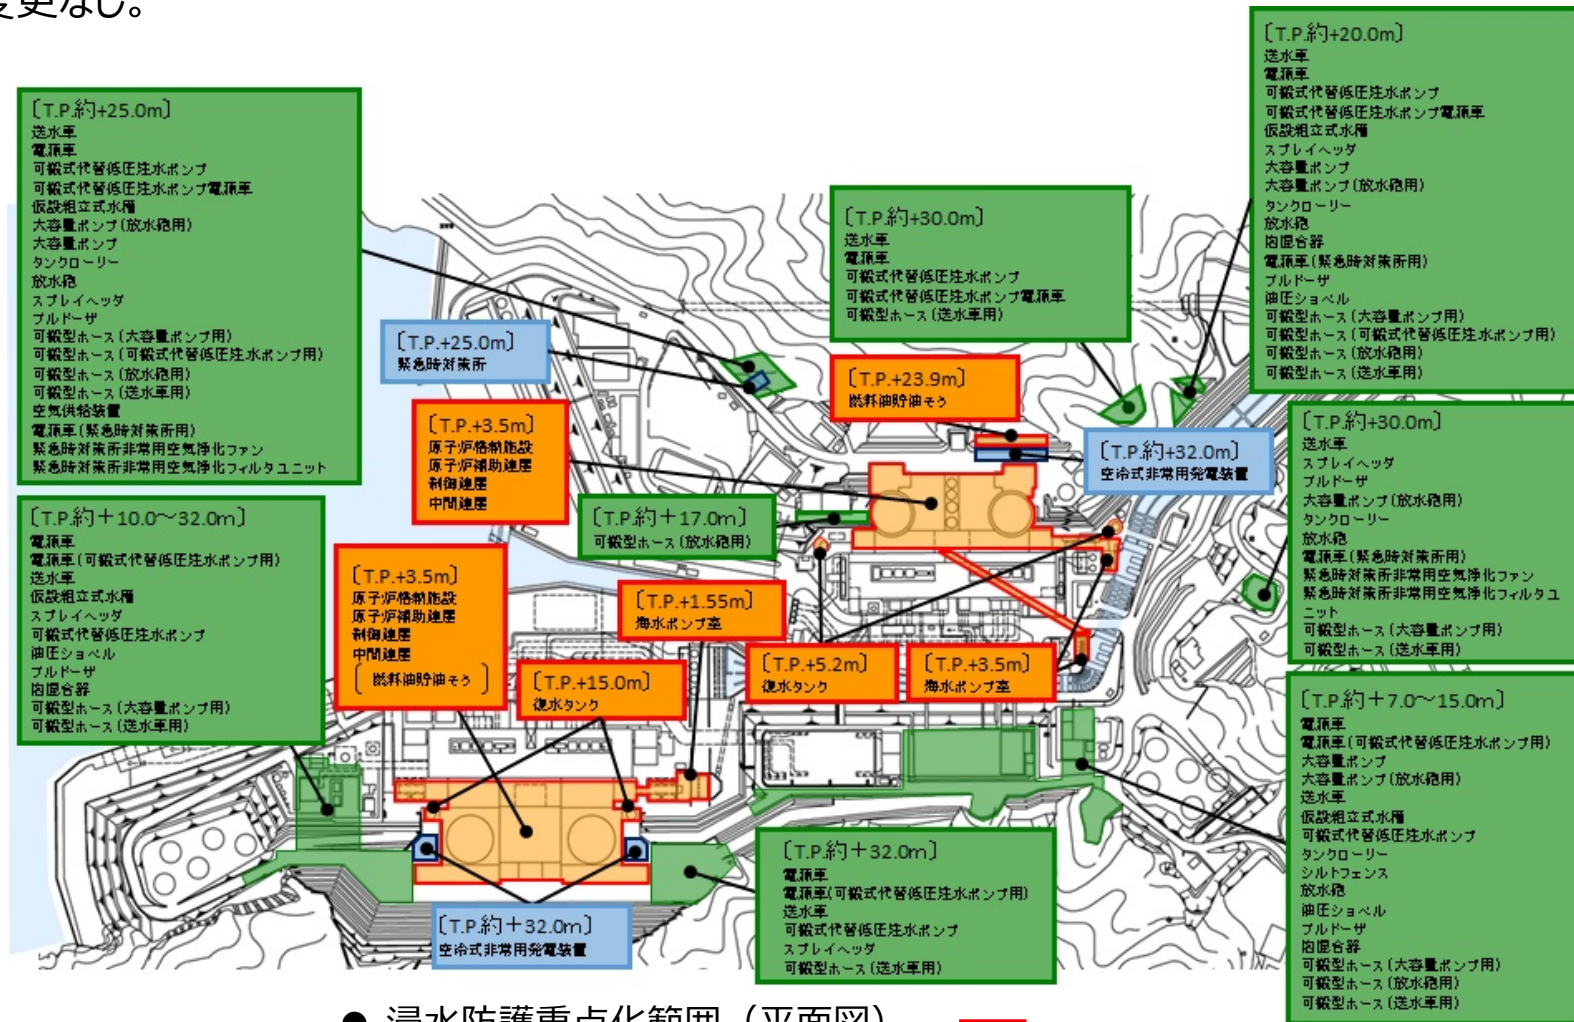 変更なし。
〔T.P.約+25.0m〕
送水車
電源車
可搬式代替低圧注水ポンプ
可搬式代替低圧注水ポンプ電源車
仮設組立式水槽
大容量ポンプ(放水砲用)
大容量ポンプ
タンクローリー
放水砲
スプレイヘッダ
ブルドーザ
可搬型ホース(大容量ポンプ用)
可搬型ホース(可搬式代替低圧注水ポンプ用)
可搬型ホース(放水砲用)
可搬型ホース(送水車用)
空気供給装置
電源車(緊急時対策所用)
緊急時対策所非常用空気浄化ファン
緊急時対策所非常用空気浄化フィルタユニット
〔T.P.+25.0m〕
緊急時対策所
〔T.P.+3.5m〕
原子炉格納施設
原子炉補助建屋
制御建屋
中間建屋
〔T.P.約+30.0m〕
送水車
電源車
可搬式代替低圧注水ポンプ
可搬式代替低圧注水ポンプ電源車
可搬型ホース(送水車用)
〔T.P.+23.9m〕
燃料油貯油そう
〔T.P.約+20.0m〕
送水車
電源車
可搬式代替低圧注水ポンプ
可搬式代替低圧注水ポンプ電源車
仮設組立式水槽
スプレイヘッダ
大容量ポンプ
大容量ポンプ(放水砲用)
タンクローリー
放水砲
泡混合器
電源車(緊急時対策所用)
ブルドーザ
油圧ショベル
可搬型ホース(大容量ポンプ用)
可搬型ホース(可搬式代替低圧注水ポンプ用)
可搬型ホース(放水砲用)
可搬型ホース(送水車用)
〔T.P.約+32.0m〕
空冷式非常用発電装置
〔T.P.約+30.0m〕
送水車
スプレイヘッダ
ブルドーザ
大容量ポンプ(放水砲用)
タンクローリー
放水砲
電源車(緊急時対策所用)
緊急時対策所非常用空気浄化ファン
緊急時対策所非常用空気浄化フィルタユ
ニット
可搬型ホース(大容量ポンプ用)
可搬型ホース(送水車用)
〔T.P.約＋10.0～32.0m〕
電源車
電源車(可搬式代替低圧注水ポンプ用)
送水車
仮設組立式水槽
スプレイヘッダ
可搬式代替低圧注水ポンプ
油圧ショベル
ブルドーザ
泡混合器
可搬型ホース(大容量ポンプ用)
可搬型ホース(送水車用)
〔T.P.約＋17.0m〕
可搬型ホース(放水砲用)
〔T.P.+3.5m〕
原子炉格納施設
原子炉補助建屋
制御建屋
中間建屋
〔燃料油貯油そう〕
〔T.P.+1.55m〕
海水ポンプ室
〔T.P.+15.0m〕
復水タンク
〔T.P.+5.2m〕
復水タンク
〔T.P.+3.5m〕
海水ポンプ室
〔T.P.約＋7.0～15.0m〕
電源車
電源車(可搬式代替低圧注水ポンプ用)
大容量ポンプ
大容量ポンプ(放水砲用)
送水車
仮設組立式水槽
可搬式代替低圧注水ポンプ
タンクローリー
シルトフェンス
放水砲
油圧ショベル
ブルドーザ
泡混合器
可搬型ホース(大容量ポンプ用)
可搬型ホース(放水砲用)
可搬型ホース(送水車用)
〔T.P.約＋32.0m〕
電源車
電源車(可搬式代替低圧注水ポンプ用)
送水車
可搬式代替低圧注水ポンプ
スプレイヘッダ
可搬型ホース(送水車用)
〔T.P.約＋32.0m〕
空冷式非常用発電装置
● 浸水防護重点化範囲（平面図）